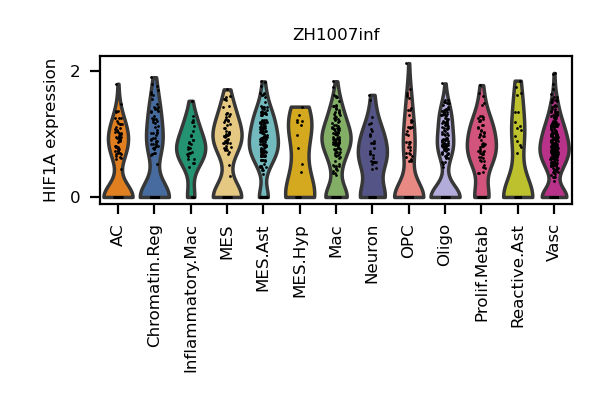 ZH1007inf
HIF1A expression
2
0
AC
Chromatin.Reg
Inflammatory.Mac
MES
MES.Ast
MES.Hyp
Mac
Neuron
OPC
Oligo
Prolif.Metab
Reactive.Ast
Vasc